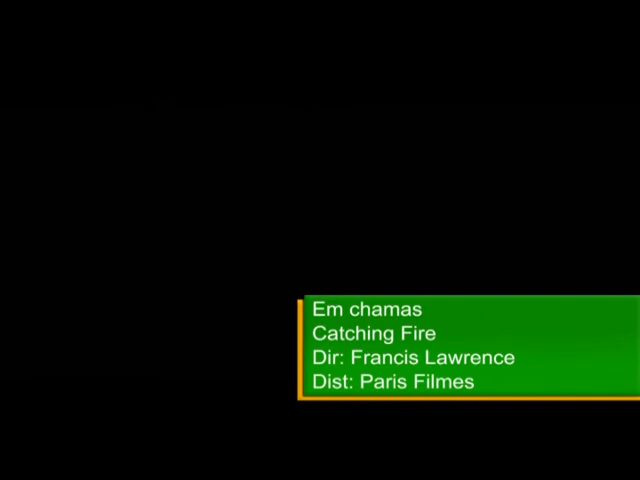 Em chamas
Catching Fire
Dir: Francis Lawrence
Dist: Paris Filmes